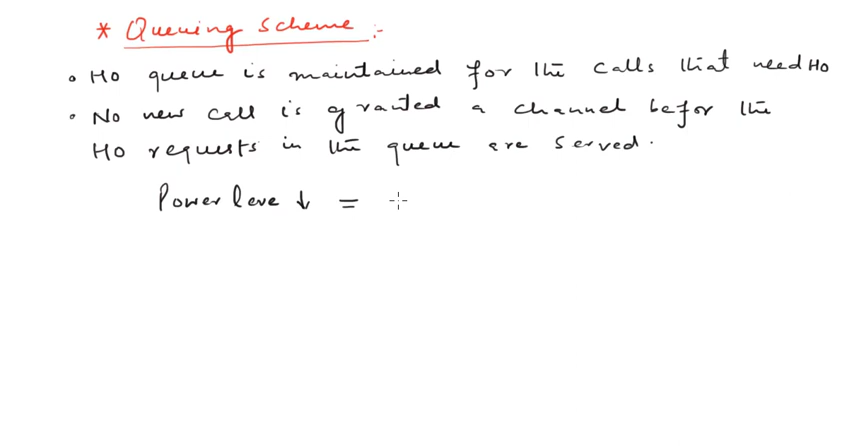 * Queuing Scheme :-
• HO queue is maintained for the calls that need HO
• No new call is granted a channel befor the
HO requests in the queue are served.
Power leve ↓ =